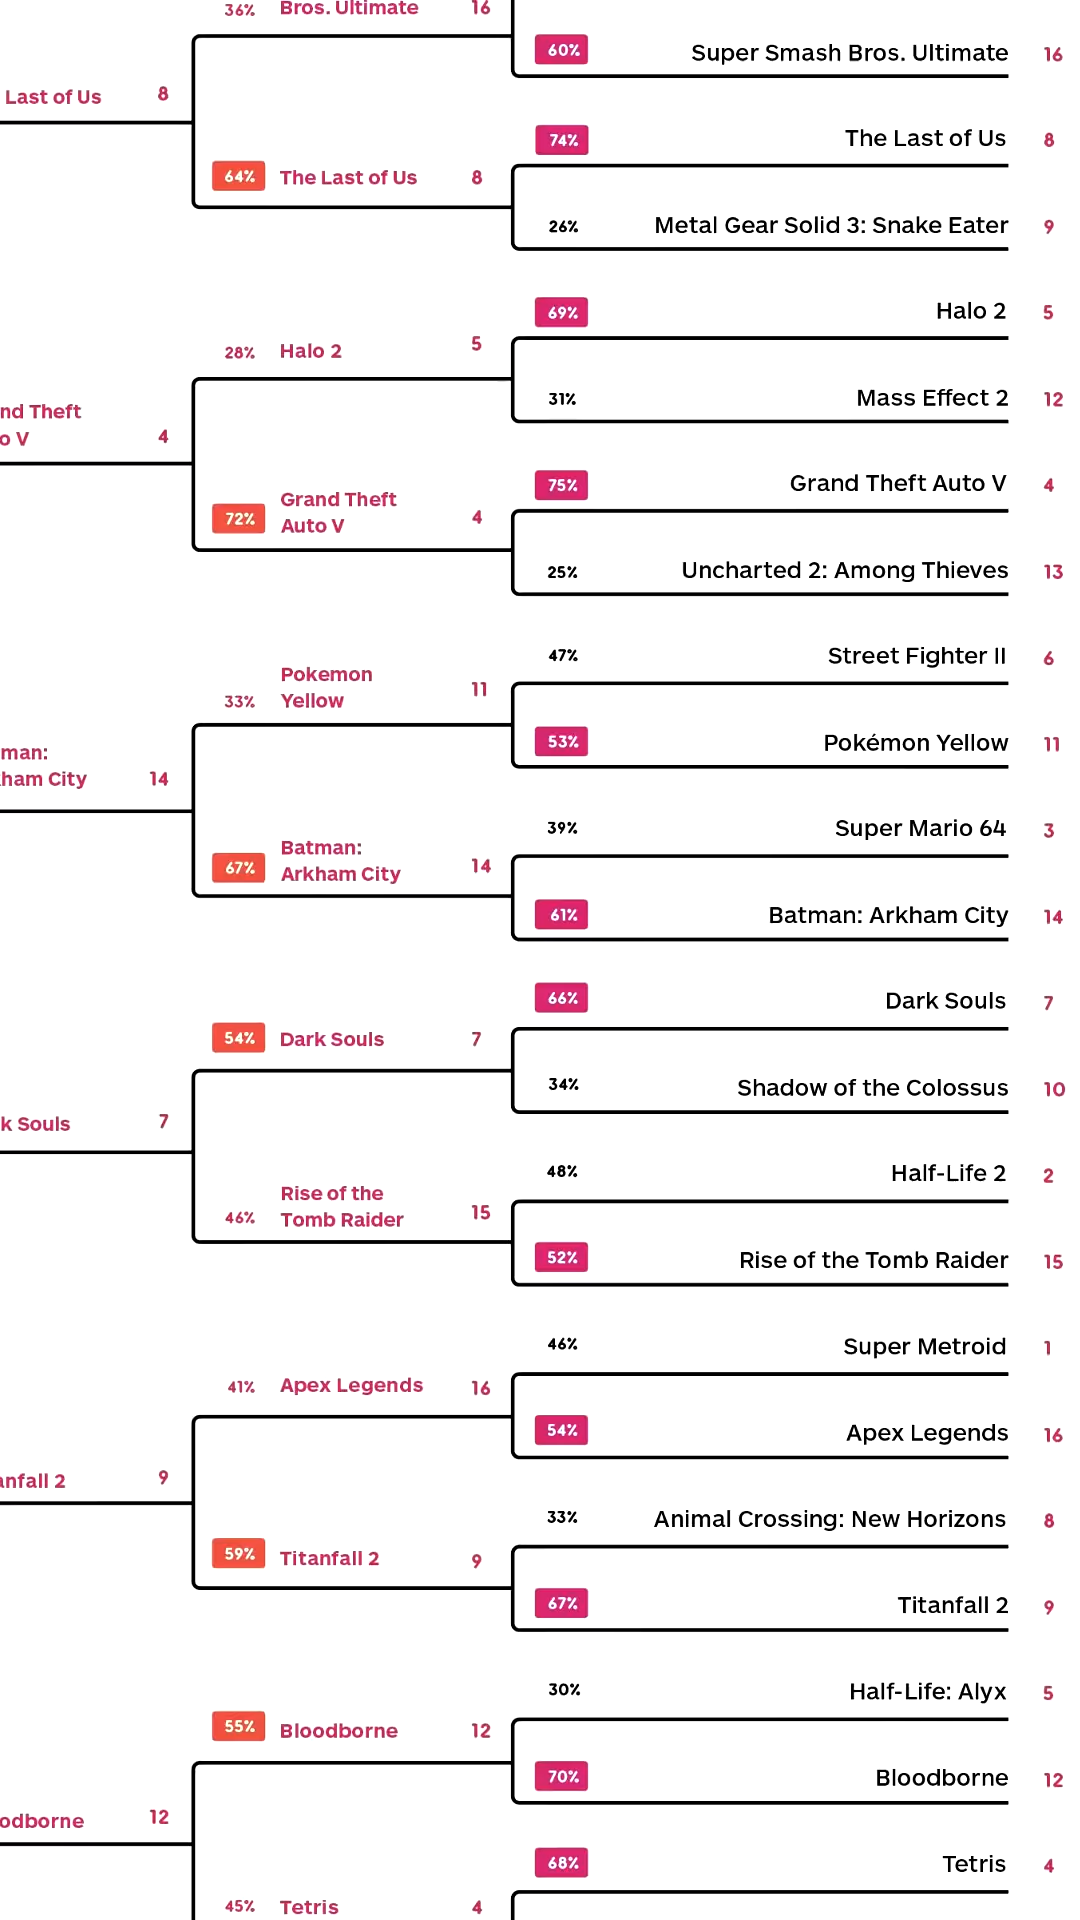 36% Bros. Ultimate 16
60% Super Smash Bros. Ultimate 16
Last of Us 8
74% The Last of Us 8
64% The Last of Us 8
26% Metal Gear Solid 3: Snake Eater 9
69% Halo 2 5
28% Halo 2 5
31% Mass Effect 2 12
nd Theft
o V 4
75% Grand Theft Auto V 4
72% Grand Theft
Auto V 4
25% Uncharted 2: Among Thieves 13
47% Street Fighter II 6
33% Pokemon
Yellow 11
53% Pokémon Yellow 11
man:
ham City 14
39% Super Mario 64 3
67% Batman:
Arkham City 14
61% Batman: Arkham City 14
66% Dark Souls 7
54% Dark Souls 7
34% Shadow of the Colossus 10
k Souls 7
48% Half-Life 2 2
46% Rise of the
Tomb Raider 15
52% Rise of the Tomb Raider 15
46% Super Metroid 1
41% Apex Legends 16
54% Apex Legends 16
anfall 2 9
33% Animal Crossing: New Horizons 8
59% Titanfall 2 9
67% Titanfall 2 9
30% Half-Life: Alyx 5
55% Bloodborne 12
70% Bloodborne 12
odborne 12
68% Tetris 4
45% Tetris 4